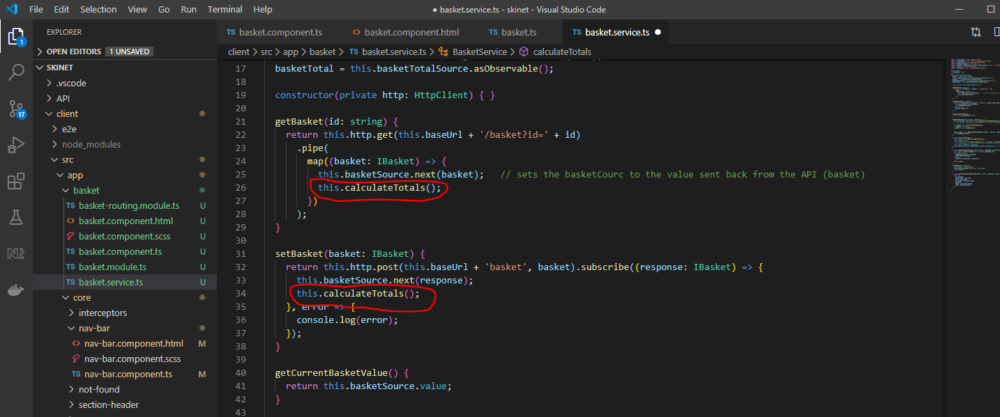 File Edit Selection View Go Run Terminal Help
● basket.service.ts - skinet - Visual Studio Code
EXPLORER
OPEN EDITORS 1 UNSAVED
SKINET
.vscode
API
client
e2e
node_modules
src
app
basket
TS basket-routing.module.ts U
<> basket.component.html U
basket.component.scss U
TS basket.component.ts U
TS basket.module.ts U
TS basket.service.ts U
core
interceptors
nav-bar
<> nav-bar.component.html M
nav-bar.component.scss
TS nav-bar.component.ts M
not-found
section-header
1
17
TS basket.component.ts <> basket.component.html TS basket.ts TS basket.service.ts ●
client > src > app > basket > TS basket.service.ts > BasketService > calculateTotals
17 basketTotal = this.basketTotalSource.asObservable();
18
19 constructor(private http: HttpClient) { }
20
21 getBasket(id: string) {
22 return this.http.get(this.baseUrl + '/basket?id=' + id)
23 .pipe(
24 map((basket: IBasket) => {
25 this.basketSource.next(basket); // sets the basketCourc to the value sent back from the API (basket)
26 this.calculateTotals();
27 })
28 );
29 }
30
31 setBasket(basket: IBasket) {
32 return this.http.post(this.baseUrl + 'basket', basket).subscribe((response: IBasket) => {
33 this.basketSource.next(response);
34 this.calculateTotals();
35 }, error => {
36 console.log(error);
37 });
38 }
39
40 getCurrentBasketValue() {
41 return this.basketSource.value;
42 }
43